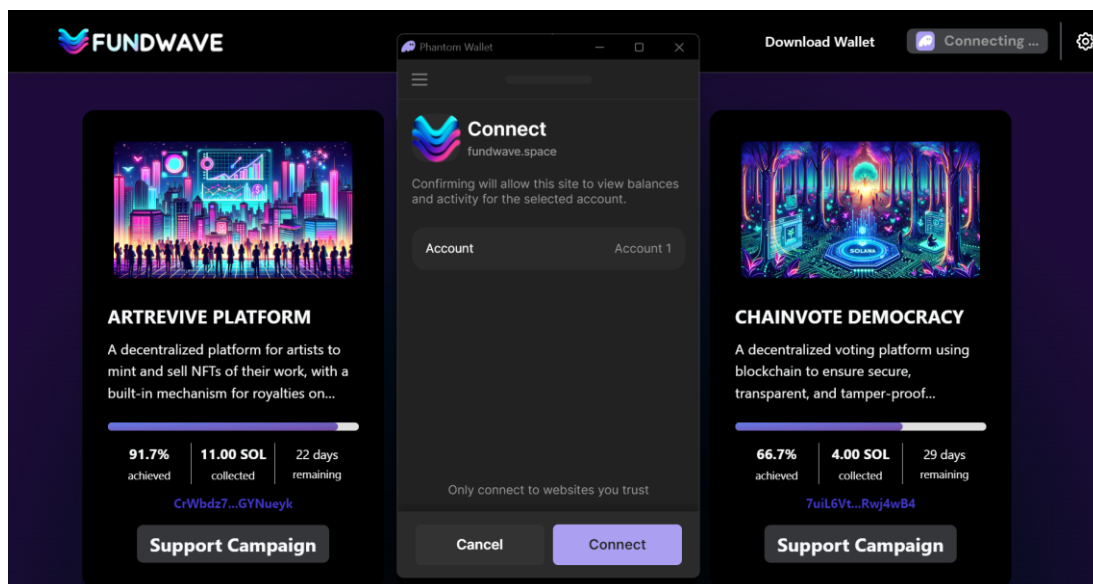 FUNDWAVE
Download Wallet
Connecting ...
Phantom Wallet
Connect
fundwave.space
Confirming will allow this site to view balances
and activity for the selected account.
Account
Account 1
Only connect to websites you trust
Cancel
Connect
ARTREVIVE PLATFORM
A decentralized platform for artists to
mint and sell NFTs of their work, with a
built-in mechanism for royalties on...
91.7%
achieved
11.00 SOL
collected
22 days
remaining
CrWbdz7...GYNueyk
Support Campaign
SOLANA
CHAINVOTE DEMOCRACY
A decentralized voting platform using
blockchain to ensure secure,
transparent, and tamper-proof...
66.7%
achieved
4.00 SOL
collected
29 days
remaining
7uiL6Vt...Rwj4wB4
Support Campaign